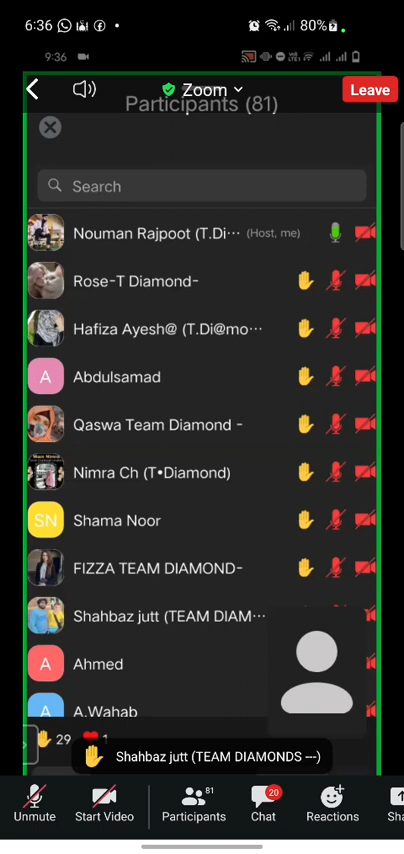 6:36
80%
9:36
Zoom
Leave
Participants (81)
Search
Nouman Rajpoot (T.Di··· (Host, me)
Rose-T Diamond-
Hafiza Ayesh@ (T.Di@mo···
A Abdulsamad
Qaswa Team Diamond -
Nimra Ch (T•Diamond)
SN Shama Noor
FIZZA TEAM DIAMOND-
Shahbaz jutt (TEAM DIAM···
A Ahmed
A A.Wahab
29 1
Shahbaz jutt (TEAM DIAMONDS ---)
81
20
Unmute Start Video Participants Chat Reactions Sha